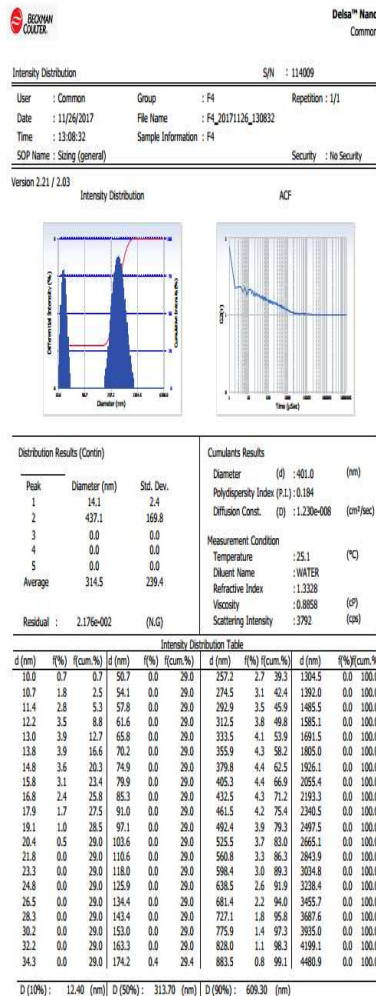 BECKMAN
COULTER
Delsa™ Nano
Common
Intensity Distribution S/N : 114009
User : Common Group : F4 Repetition : 1/1
Date : 11/26/2017 File Name : F4_20171126_130832
Time : 13:08:32 Sample Information : F4
SOP Name : Sizing (general) Security : No Security
Version 2.21 / 2.03
Intensity Distribution ACF
Differential Intensity (%)
Cumulative Intensity (%)
Diameter (nm)
Time (µSec)
Distribution Results (Contin)
Peak Diameter (nm) Std. Dev.
1 14.1 2.4
2 437.1 169.8
3 0.0 0.0
4 0.0 0.0
5 0.0 0.0
Average 314.5 239.4
Residual : 2.176e-002 (N.G)
Cumulants Results
Diameter (d) : 401.0 (nm)
Polydispersity Index (P.I.) : 0.184
Diffusion Const. (D) : 1.230e-008 (cm²/sec)
Measurement Condition
Temperature : 25.1 (°C)
Diluent Name : WATER
Refractive Index : 1.3328
Viscosity : 0.8858 (cP)
Scattering Intensity : 3792 (cps)
Intensity Distribution Table
d (nm) f(%) f(cum.%) d (nm) f(%) f(cum.%) d (nm) f(%) f(cum.%) d (nm) f(%) f(cum.%
10.0 0.7 0.7 50.7 0.0 29.0 257.2 2.7 39.3 1304.5 0.0 100.0
10.7 1.8 2.5 54.1 0.0 29.0 274.5 3.1 42.4 1392.0 0.0 100.0
11.4 2.8 5.3 57.8 0.0 29.0 292.9 3.5 45.9 1485.5 0.0 100.0
12.2 3.5 8.8 61.6 0.0 29.0 312.5 3.8 49.8 1585.1 0.0 100.0
13.0 3.9 12.7 65.8 0.0 29.0 333.5 4.1 53.9 1691.5 0.0 100.0
13.8 3.9 16.6 70.2 0.0 29.0 355.9 4.3 58.2 1805.0 0.0 100.0
14.8 3.6 20.3 74.9 0.0 29.0 379.8 4.4 62.5 1926.1 0.0 100.0
15.8 3.1 23.4 79.9 0.0 29.0 405.3 4.4 66.9 2055.4 0.0 100.0
16.8 2.4 25.8 85.3 0.0 29.0 432.5 4.3 71.2 2193.3 0.0 100.0
17.9 1.7 27.5 91.0 0.0 29.0 461.5 4.2 75.4 2340.5 0.0 100.0
19.1 1.0 28.5 97.1 0.0 29.0 492.4 3.9 79.3 2497.5 0.0 100.0
20.4 0.5 29.0 103.6 0.0 29.0 525.5 3.7 83.0 2665.1 0.0 100.0
21.8 0.0 29.0 110.6 0.0 29.0 560.8 3.3 86.3 2843.9 0.0 100.0
23.3 0.0 29.0 118.0 0.0 29.0 598.4 3.0 89.3 3034.8 0.0 100.0
24.8 0.0 29.0 125.9 0.0 29.0 638.5 2.6 91.9 3238.4 0.0 100.0
26.5 0.0 29.0 134.4 0.0 29.0 681.4 2.2 94.0 3455.7 0.0 100.0
28.3 0.0 29.0 143.4 0.0 29.0 727.1 1.8 95.8 3687.6 0.0 100.0
30.2 0.0 29.0 153.0 0.0 29.0 775.9 1.4 97.3 3935.0 0.0 100.0
32.2 0.0 29.0 163.3 0.0 29.0 828.0 1.1 98.3 4199.1 0.0 100.0
34.3 0.0 29.0 174.2 0.4 29.4 883.5 0.8 99.1 4480.9 0.0 100.0
D (10%) : 12.40 (nm) D (50%) : 313.70 (nm) D (90%) : 609.30 (nm)